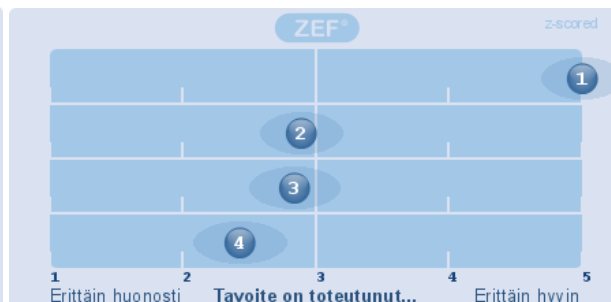 ZEF®
z-scored
1
2
3
4
1 2 3 4 5
Erittäin huonosti Tavoite on toteutunut... Erittäin hyvin